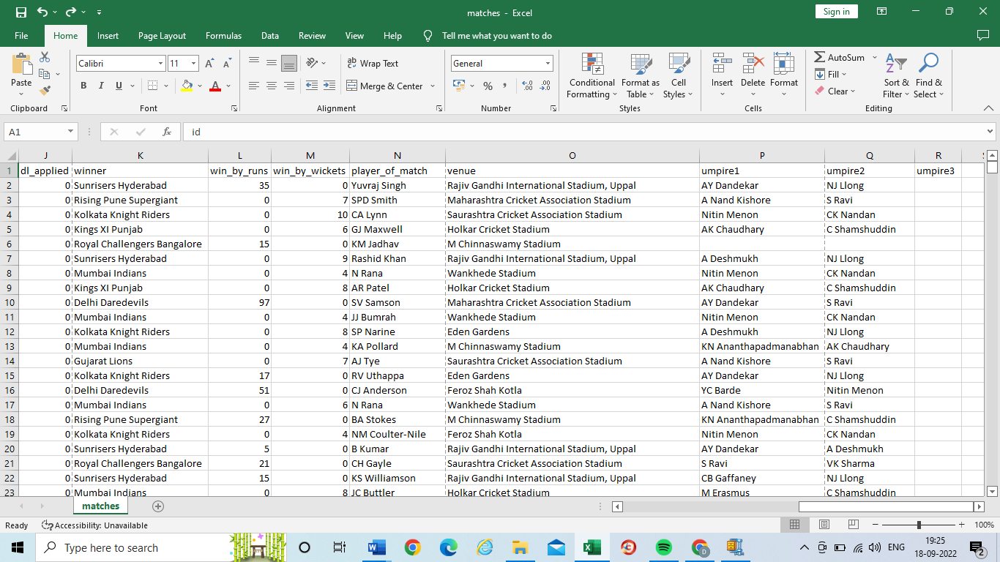 matches - Excel
Sign in
File Home Insert Page Layout Formulas Data Review View Help Tell me what you want to do
Paste
Clipboard
Calibri 11
B I U
Font
Wrap Text
Merge & Center
Alignment
General
% ,
Number
Conditional Formatting
Format as Table
Cell Styles
Styles
Insert Delete Format
Cells
AutoSum
Fill
Clear
Sort & Filter
Find & Select
Editing
A1 fx id
J K L M N O P Q R
1 dl_applied winner win_by_runs win_by_wickets player_of_match venue umpire1 umpire2 umpire3
2 0 Sunrisers Hyderabad 35 0 Yuvraj Singh Rajiv Gandhi International Stadium, Uppal AY Dandekar NJ Llong
3 0 Rising Pune Supergiant 0 7 SPD Smith Maharashtra Cricket Association Stadium A Nand Kishore S Ravi
4 0 Kolkata Knight Riders 0 10 CA Lynn Saurashtra Cricket Association Stadium Nitin Menon CK Nandan
5 0 Kings XI Punjab 0 6 GJ Maxwell Holkar Cricket Stadium AK Chaudhary C Shamshuddin
6 0 Royal Challengers Bangalore 15 0 KM Jadhav M Chinnaswamy Stadium
7 0 Sunrisers Hyderabad 0 9 Rashid Khan Rajiv Gandhi International Stadium, Uppal A Deshmukh NJ Llong
8 0 Mumbai Indians 0 4 N Rana Wankhede Stadium Nitin Menon CK Nandan
9 0 Kings XI Punjab 0 8 AR Patel Holkar Cricket Stadium AK Chaudhary C Shamshuddin
10 0 Delhi Daredevils 97 0 SV Samson Maharashtra Cricket Association Stadium AY Dandekar S Ravi
11 0 Mumbai Indians 0 4 JJ Bumrah Wankhede Stadium Nitin Menon CK Nandan
12 0 Kolkata Knight Riders 0 8 SP Narine Eden Gardens A Deshmukh NJ Llong
13 0 Mumbai Indians 0 4 KA Pollard M Chinnaswamy Stadium KN Ananthapadmanabhan AK Chaudhary
14 0 Gujarat Lions 0 7 AJ Tye Saurashtra Cricket Association Stadium A Nand Kishore S Ravi
15 0 Kolkata Knight Riders 17 0 RV Uthappa Eden Gardens AY Dandekar NJ Llong
16 0 Delhi Daredevils 51 0 CJ Anderson Feroz Shah Kotla YC Barde Nitin Menon
17 0 Mumbai Indians 0 6 N Rana Wankhede Stadium A Nand Kishore S Ravi
18 0 Rising Pune Supergiant 27 0 BA Stokes M Chinnaswamy Stadium KN Ananthapadmanabhan C Shamshuddin
19 0 Kolkata Knight Riders 0 4 NM Coulter-Nile Feroz Shah Kotla Nitin Menon CK Nandan
20 0 Sunrisers Hyderabad 5 0 B Kumar Rajiv Gandhi International Stadium, Uppal AY Dandekar A Deshmukh
21 0 Royal Challengers Bangalore 21 0 CH Gayle Saurashtra Cricket Association Stadium S Ravi VK Sharma
22 0 Sunrisers Hyderabad 15 0 KS Williamson Rajiv Gandhi International Stadium, Uppal CB Gaffaney NJ Llong
23 0 Mumbai Indians 0 8 JC Buttler Holkar Cricket Stadium M Erasmus C Shamshuddin
matches
Ready Accessibility: Unavailable 100%
Type here to search ENG 19:25
18-09-2022 2